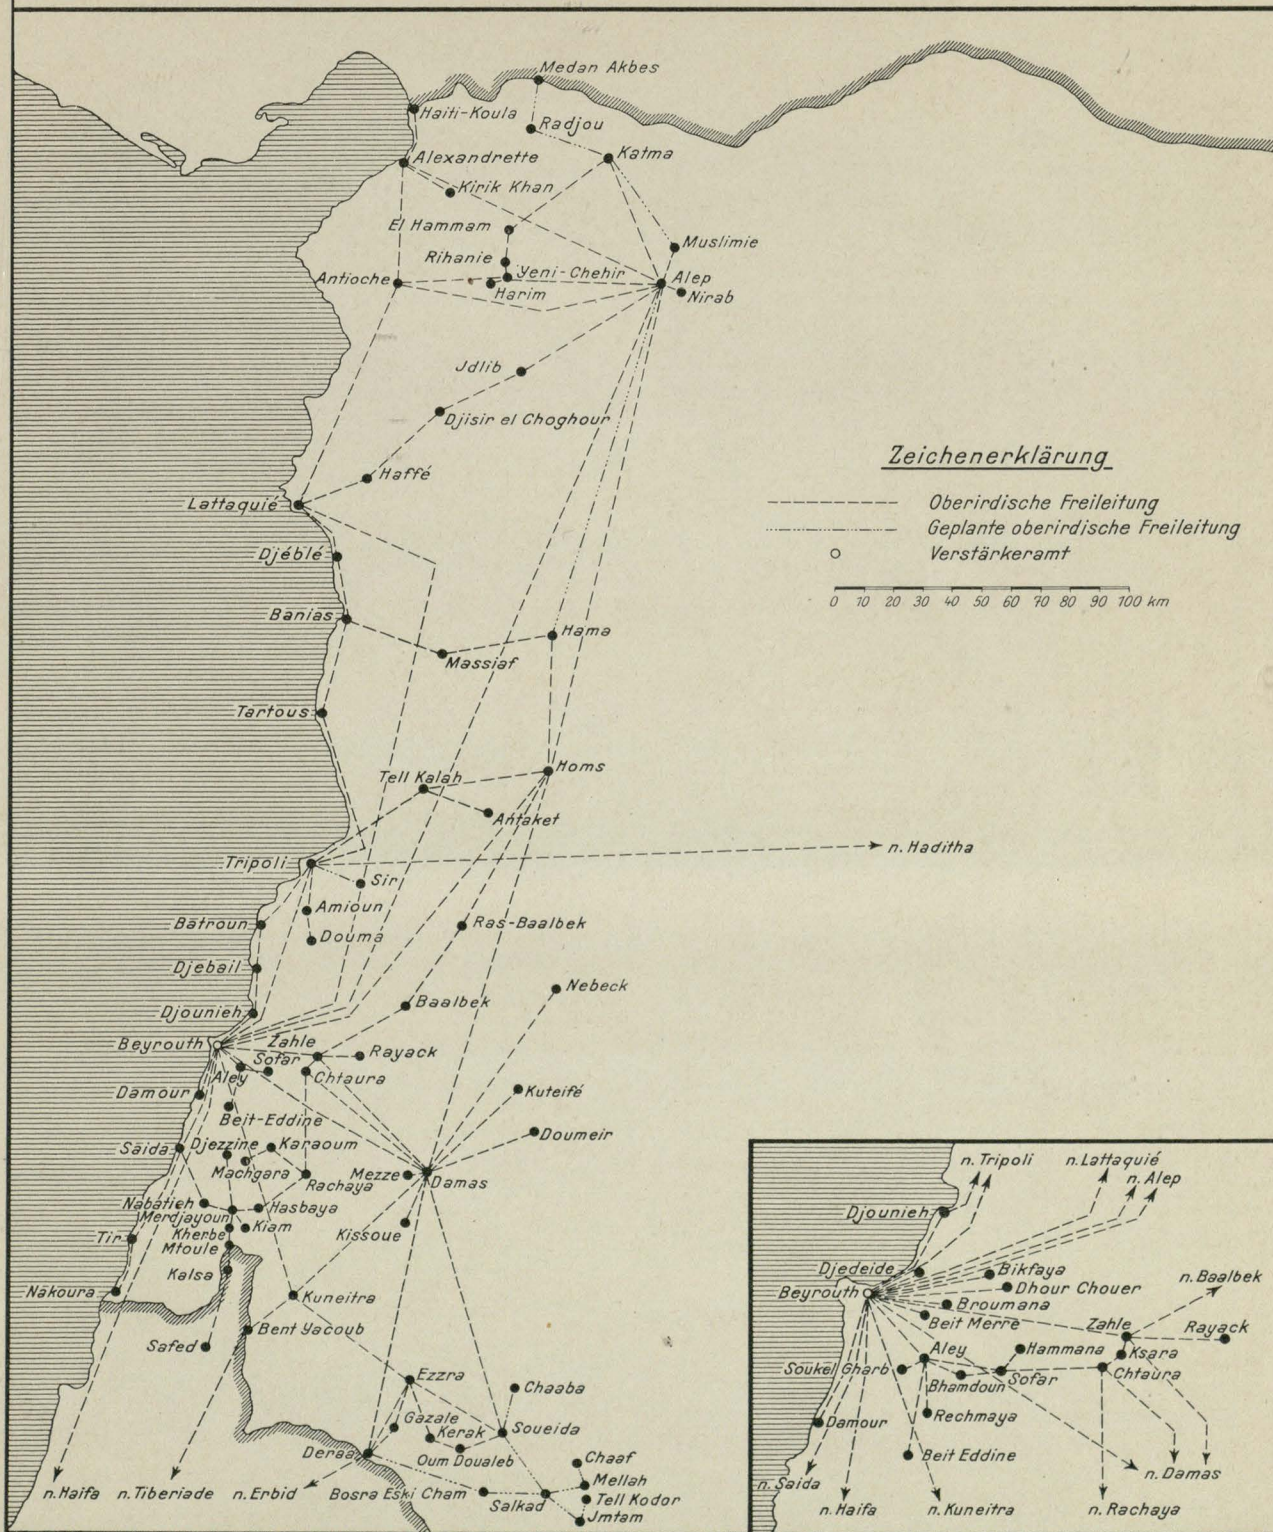 Medan Akbes
Haiti-Koula
Radjou
Katma
Alexandrette
Kirik Khan
El Hammam
Muslimie
Rihanie
Yeni-Chehir
Antioche
Harim
Alep
Nirab
Jdlib
Djisir el Choghour
Haffé
Lattaquié
Djéblé
Banias
Hama
Massiaf
Tartous
Homs
Tell Kalah
Antaket
Tripoli
Sir
n. Haditha
Amioun
Batroun
Douma
Ras-Baalbek
Djebail
Nebeck
Djounieh
Baalbek
Beyrouth
Zahle
Rayack
Sofar
Aley
Chtaura
Damour
Kuteifé
Beit-Eddine
Doumeir
Saida
Djezzine
Karaoum
Machgara
Rachaya
Mezze
Damas
Nabatieh
Hasbaya
Merdjayoun
Kiam
Kherbe
Kissoue
Tir
Mtoule
Kalsa
Nakoura
Kuneitra
Bent Yacoub
Safed
Ezzra
Chaaba
Gazale
Kerak
Soueida
Oum Doualeb
Deraa
Chaaf
Mellah
n. Haifa
n. Tiberiade
n. Erbid
Bosra Eski Cham
Salkad
Tell Kodor
Jmtam
Zeichenerklärung
Oberirdische Freileitung
Geplante oberirdische Freileitung
Verstärkeramt
0 10 20 30 40 50 60 70 80 90 100 km
n. Tripoli
n. Lattaquié
n. Alep
Djounieh
Djedeide
Bikfaya
n. Baalbek
Beyrouth
Dhour Chouer
Broumana
Beit Merre
Zahle
Rayack
Aley
Hammana
Ksara
Soukel Gharb
Bhamdoun
Sofar
Chtaura
Damour
Rechmaya
Beit Eddine
n. Saida
n. Damas
n. Haifa
n. Kuneitra
n. Rachaya